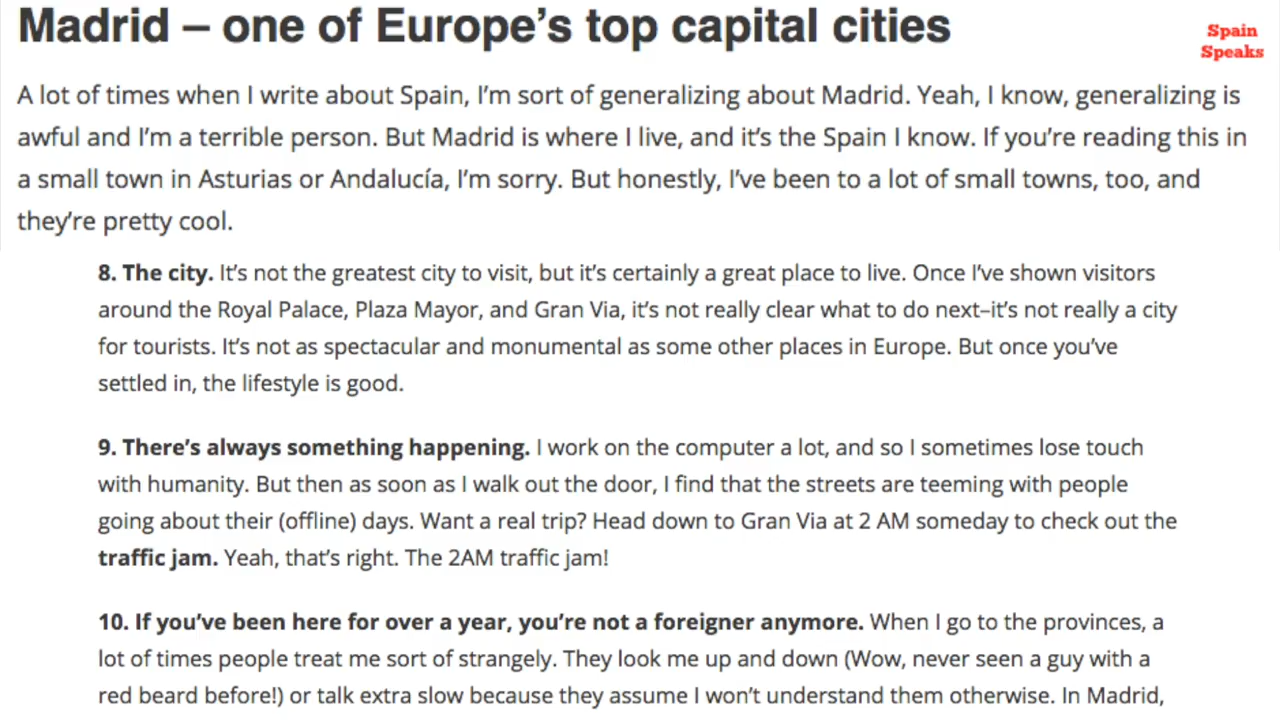 Madrid – one of Europe’s top capital cities
Spain
Speaks
A lot of times when I write about Spain, I’m sort of generalizing about Madrid. Yeah, I know, generalizing is
awful and I’m a terrible person. But Madrid is where I live, and it’s the Spain I know. If you’re reading this in
a small town in Asturias or Andalucía, I’m sorry. But honestly, I’ve been to a lot of small towns, too, and
they’re pretty cool.
8. The city. It’s not the greatest city to visit, but it’s certainly a great place to live. Once I’ve shown visitors
around the Royal Palace, Plaza Mayor, and Gran Via, it’s not really clear what to do next–it’s not really a city
for tourists. It’s not as spectacular and monumental as some other places in Europe. But once you’ve
settled in, the lifestyle is good.
9. There’s always something happening. I work on the computer a lot, and so I sometimes lose touch
with humanity. But then as soon as I walk out the door, I find that the streets are teeming with people
going about their (offline) days. Want a real trip? Head down to Gran Via at 2 AM someday to check out the
traffic jam. Yeah, that’s right. The 2AM traffic jam!
10. If you’ve been here for over a year, you’re not a foreigner anymore. When I go to the provinces, a
lot of times people treat me sort of strangely. They look me up and down (Wow, never seen a guy with a
red beard before!) or talk extra slow because they assume I won’t understand them otherwise. In Madrid,